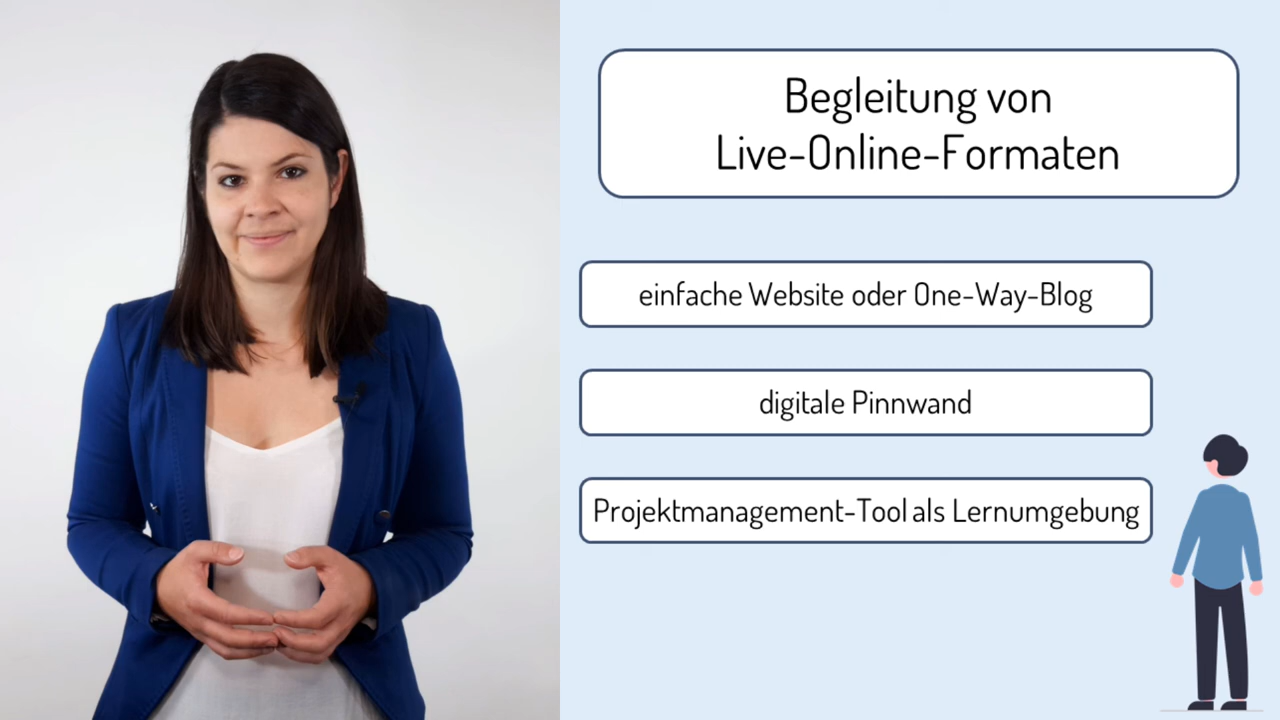 Begleitung von
Live-Online-Formaten
einfache Website oder One-Way-Blog
digitale Pinnwand
Projektmanagement-Tool als Lernumgebung